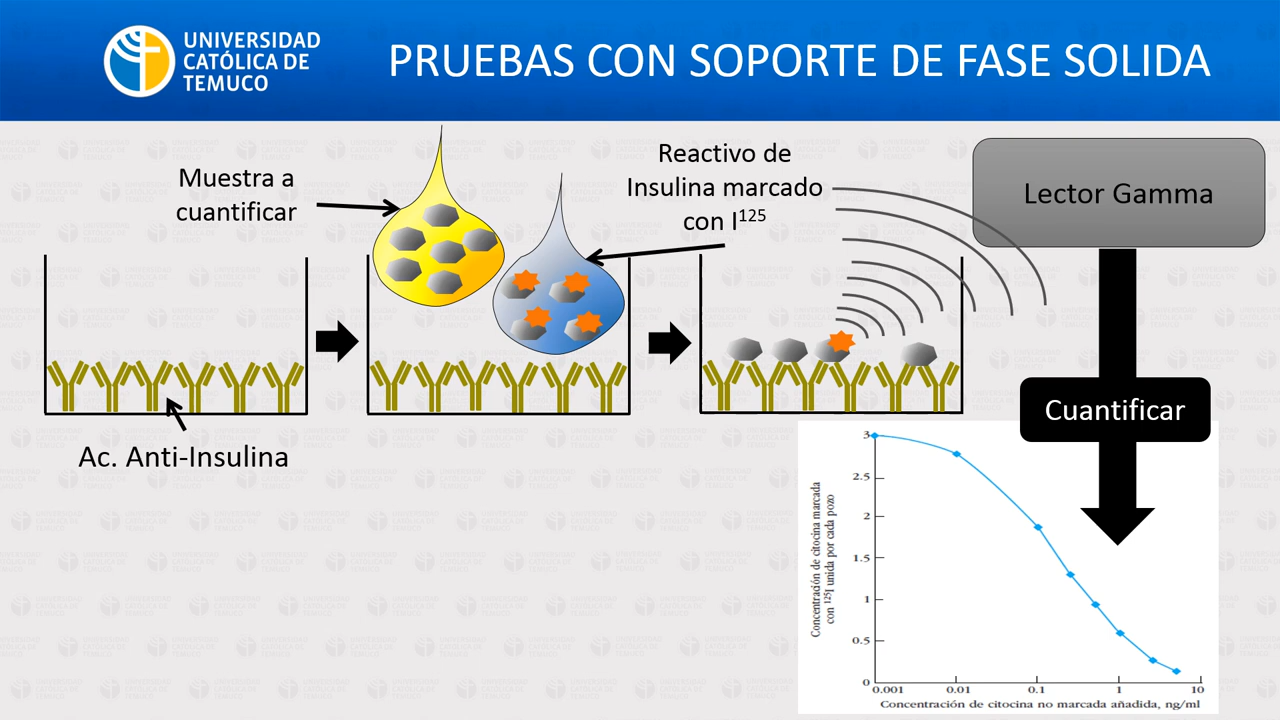 UNIVERSIDAD
CATÓLICA DE
TEMUCO
PRUEBAS CON SOPORTE DE FASE SOLIDA
Muestra a
cuantificar
Reactivo de
Insulina marcado
con I¹²⁵
Lector Gamma
Ac. Anti-Insulina
Cuantificar
Concentración de citocina marcada
con ¹²⁵I unida por cada pozo
3
2.5
2
1.5
1
0.5
0
0.001 0.01 0.1 1 10
Concentración de citocina no marcada añadida, ng/ml